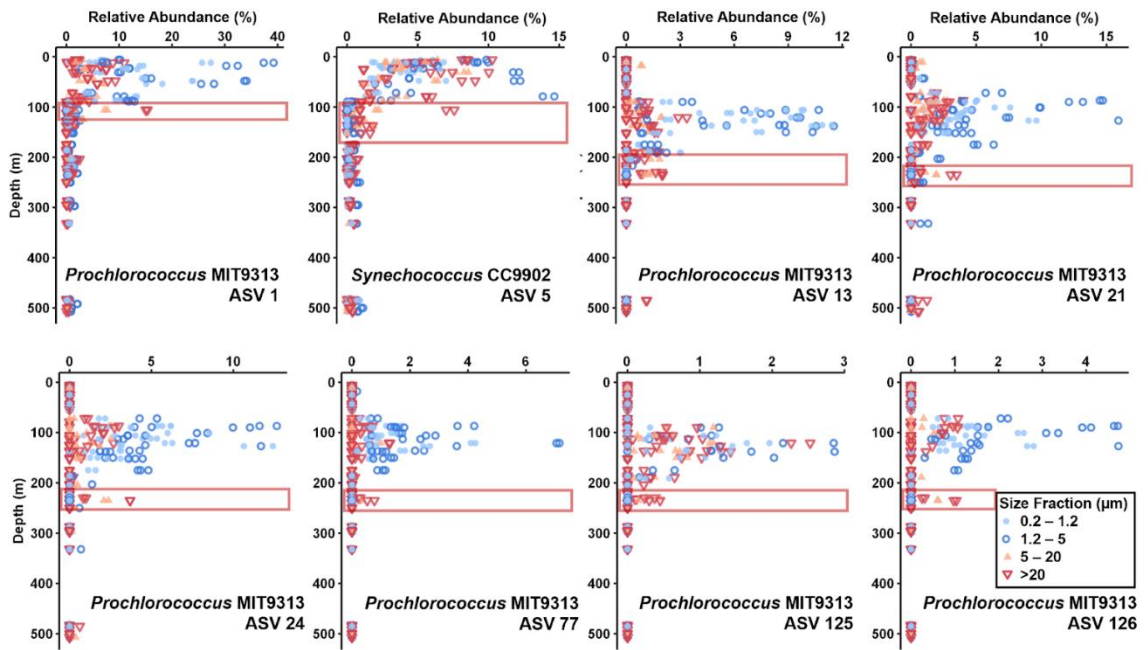 Relative Abundance (%) Relative Abundance (%) Relative Abundance (%) Relative Abundance (%)
0 10 20 30 40 0 5 10 15 0 3 6 9 12 0 5 10 15
Depth (m)
0
100
200
300
400
500
Prochlorococcus MIT9313
ASV 1
Synechococcus CC9902
ASV 5
Prochlorococcus MIT9313
ASV 13
Prochlorococcus MIT9313
ASV 21
0 5 10 0 2 4 6 0 1 2 3 0 1 2 3 4
Depth (m)
0
100
200
300
400
500
Prochlorococcus MIT9313
ASV 24
Prochlorococcus MIT9313
ASV 77
Prochlorococcus MIT9313
ASV 125
Size Fraction (μm)
0.2 – 1.2
1.2 – 5
5 – 20
>20
Prochlorococcus MIT9313
ASV 126